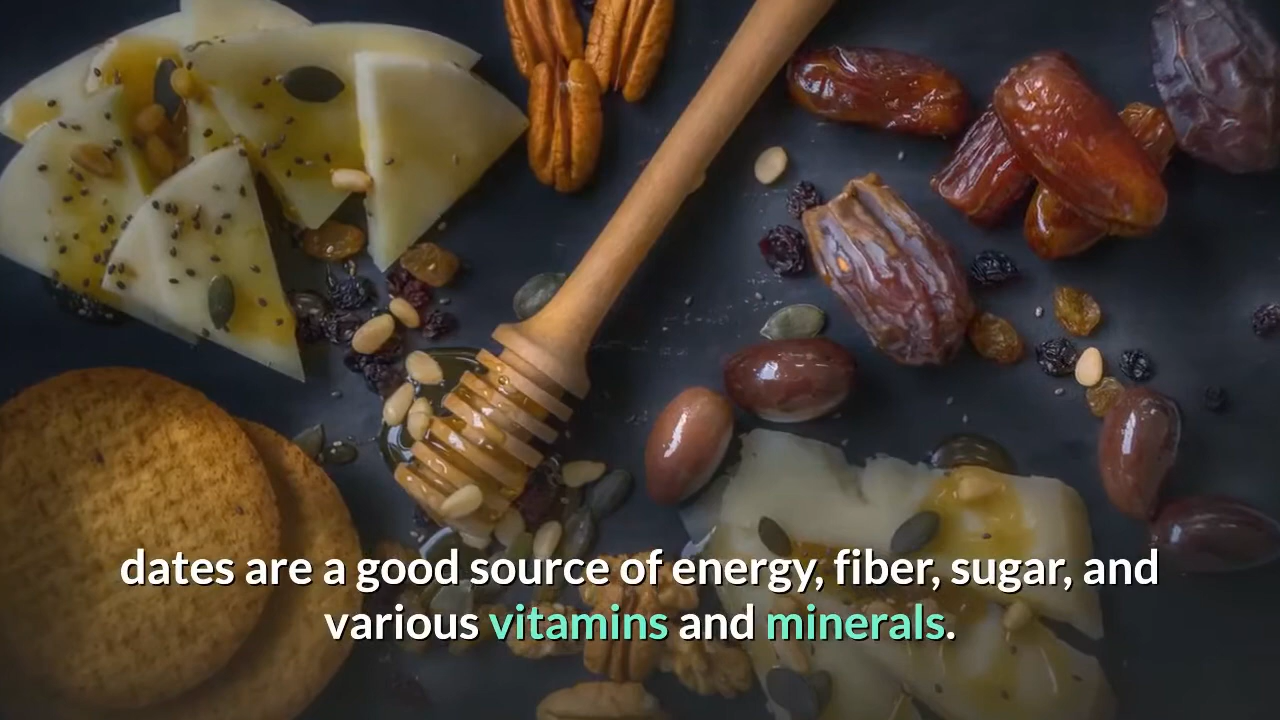 dates are a good source of energy, fiber, sugar, and
various vitamins and minerals.